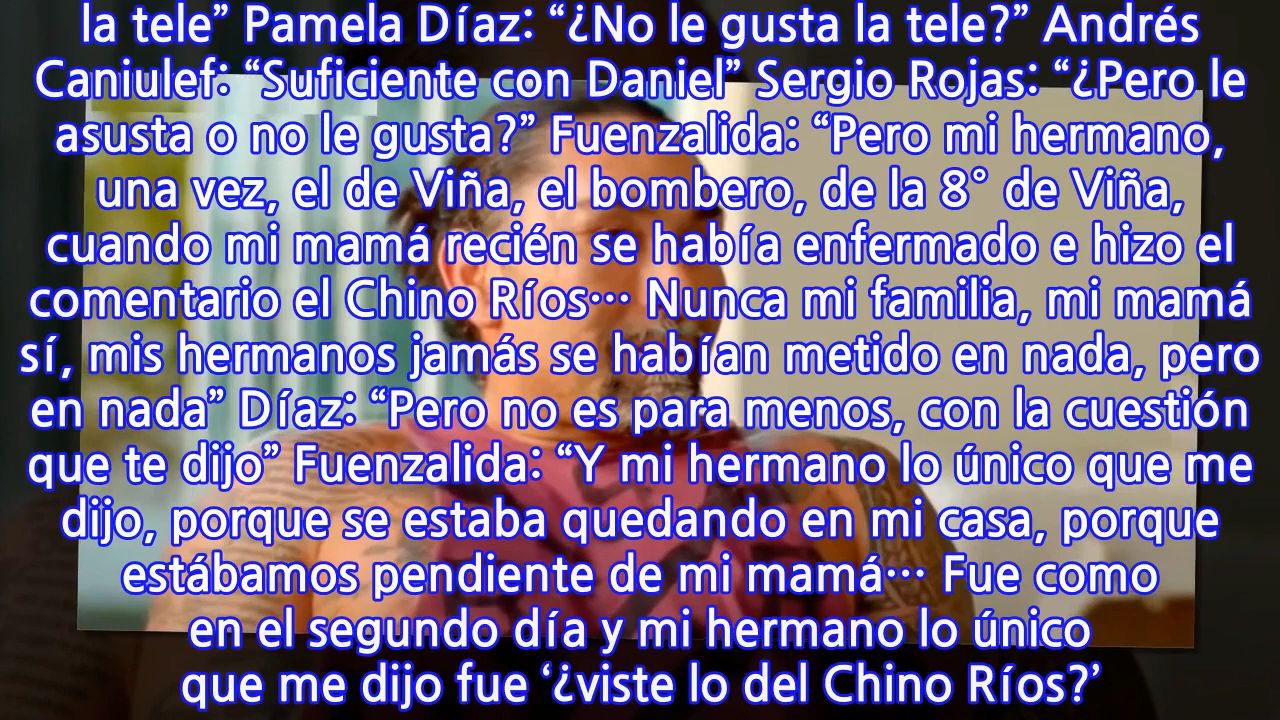 la tele” Pamela Díaz: “¿No le gusta la tele?” Andrés
Caniulef: “Suficiente con Daniel” Sergio Rojas: “¿Pero le
asusta o no le gusta?” Fuenzalida: “Pero mi hermano,
una vez, el de Viña, el bombero, de la 8° de Viña,
cuando mi mamá recién se había enfermado e hizo el
comentario el Chino Ríos… Nunca mi familia, mi mamá
sí, mis hermanos jamás se habían metido en nada, pero
en nada” Díaz: “Pero no es para menos, con la cuestión
que te dijo” Fuenzalida: “Y mi hermano lo único que me
dijo, porque se estaba quedando en mi casa, porque
estábamos pendiente de mi mamá… Fue como
en el segundo día y mi hermano lo único
que me dijo fue ‘¿viste lo del Chino Ríos?’